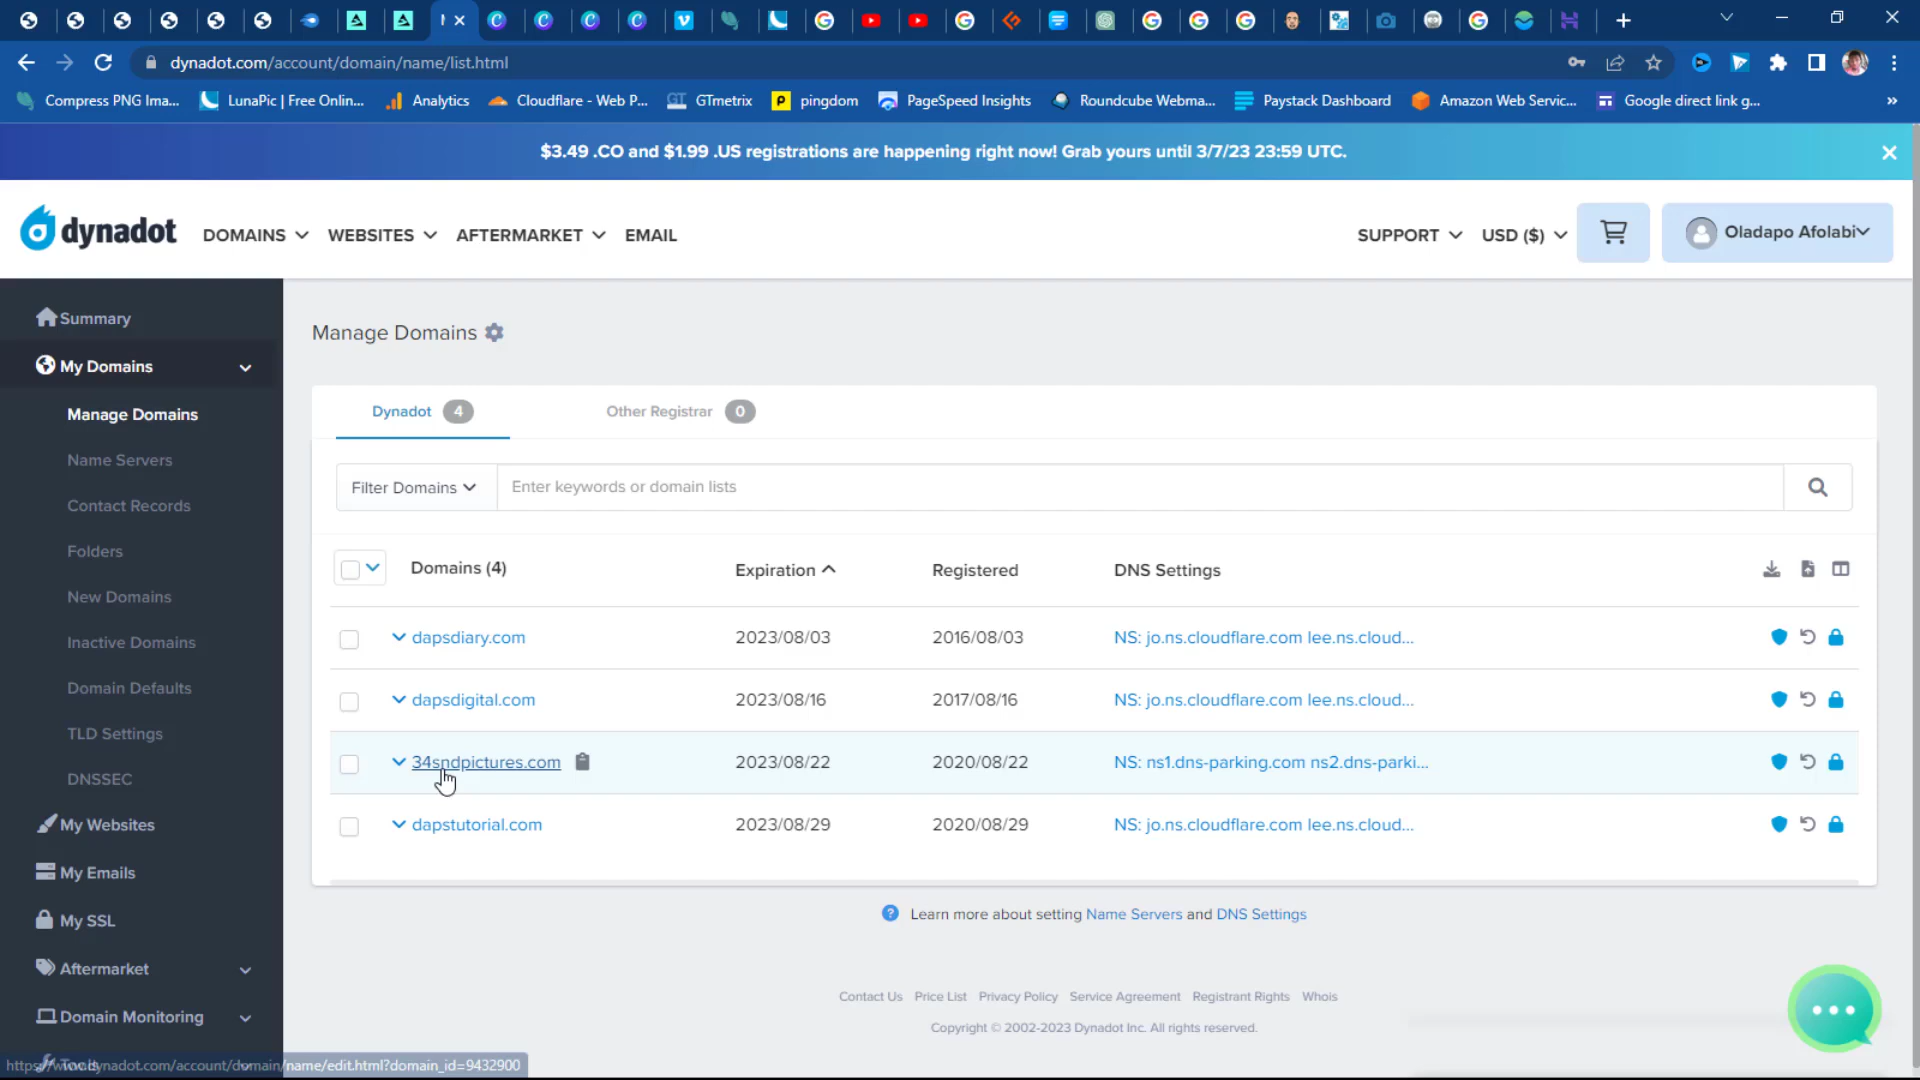 dynadot.com/account/domain/name/list.html
Compress PNG Ima... LunaPic | Free Onlin... Analytics Cloudflare - Web P... GTmetrix pingdom PageSpeed Insights Roundcube Webma... Paystack Dashboard Amazon Web Servic... Google direct link g... »
$3.49 .CO and $1.99 .US registrations are happening right now! Grab yours until 3/7/23 23:59 UTC.
dynadot DOMAINS WEBSITES AFTERMARKET EMAIL SUPPORT USD ($) Oladapo Afolabi
Summary
My Domains
Manage Domains
Name Servers
Contact Records
Folders
New Domains
Inactive Domains
Domain Defaults
TLD Settings
DNSSEC
My Websites
My Emails
My SSL
Aftermarket
Domain Monitoring
Manage Domains
Dynadot 4 Other Registrar 0
Filter Domains Enter keywords or domain lists
Domains (4) Expiration Registered DNS Settings
dapsdiary.com 2023/08/03 2016/08/03 NS: jo.ns.cloudflare.com lee.ns.cloud...
dapsdigital.com 2023/08/16 2017/08/16 NS: jo.ns.cloudflare.com lee.ns.cloud...
34sndpictures.com 2023/08/22 2020/08/22 NS: ns1.dns-parking.com ns2.dns-parki...
dapstutorial.com 2023/08/29 2020/08/29 NS: jo.ns.cloudflare.com lee.ns.cloud...
Learn more about setting Name Servers and DNS Settings
Contact Us Price List Privacy Policy Service Agreement Registrant Rights Whois
Copyright © 2002-2023 Dynadot Inc. All rights reserved.
https://www.dynadot.com/account/domain/name/edit.html?domain_id=9432900